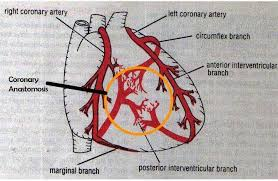 right coronary artery
left coronary artery
circumflex branch
anterior interventricular
branch
Coronary
Anastomosis
marginal branch
posterior interventricular branch